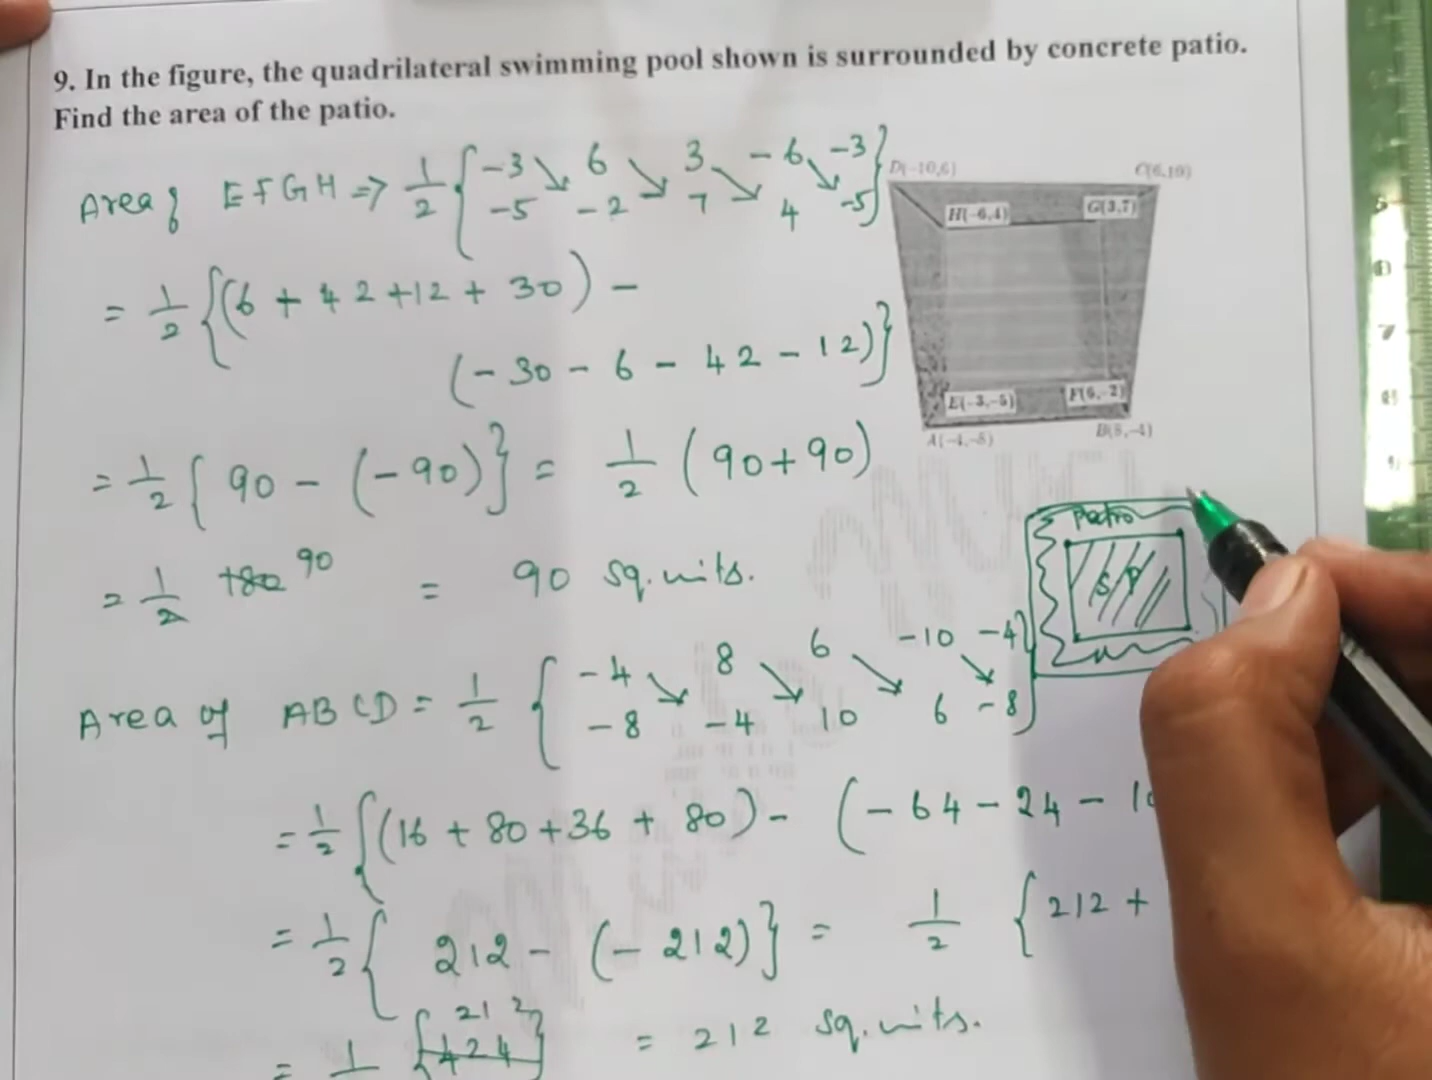 9. In the figure, the quadrilateral swimming pool shown is surrounded by concrete patio.
Find the area of the patio.
Area of EFGH => 1/2 { -3 6 3 -6 -3
-5 -2 7 4 -5 }
D(-10,6) C(6,10)
H(-6,4) G(3,7)
= 1/2 {(6 + 42 + 12 + 30) -
(-30 - 6 - 42 - 12)}
E(-3,-5) F(6,-2)
A(-4,-8) B(8,-4)
= 1/2 { 90 - (-90)} = 1/2 (90+90)
Patio
S/P
= 1/2 180 90 = 90 sq.units.
Area of ABCD = 1/2 { -4 8 6 -10 -4
-8 -4 10 6 -8 }
= 1/2 {(16 + 80 + 36 + 80) - (-64 - 24 - 10
= 1/2 { 212 - (-212)} = 1/2 { 212 +
= 1 {424} 212 = 212 sq.units.
6
7
8